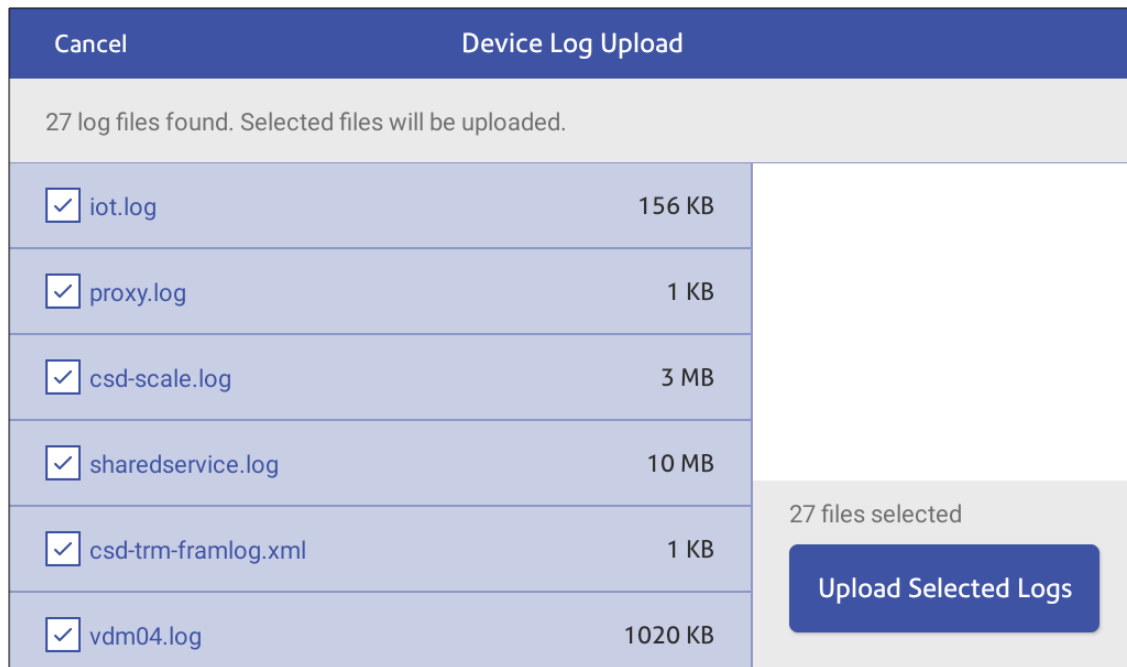 Cancel Device Log Upload
27 log files found. Selected files will be uploaded.
iot.log 156 KB
proxy.log 1 KB
csd-scale.log 3 MB
sharedservice.log 10 MB
csd-trm-framlog.xml 1 KB
vdm04.log 1020 KB
27 files selected
Upload Selected Logs